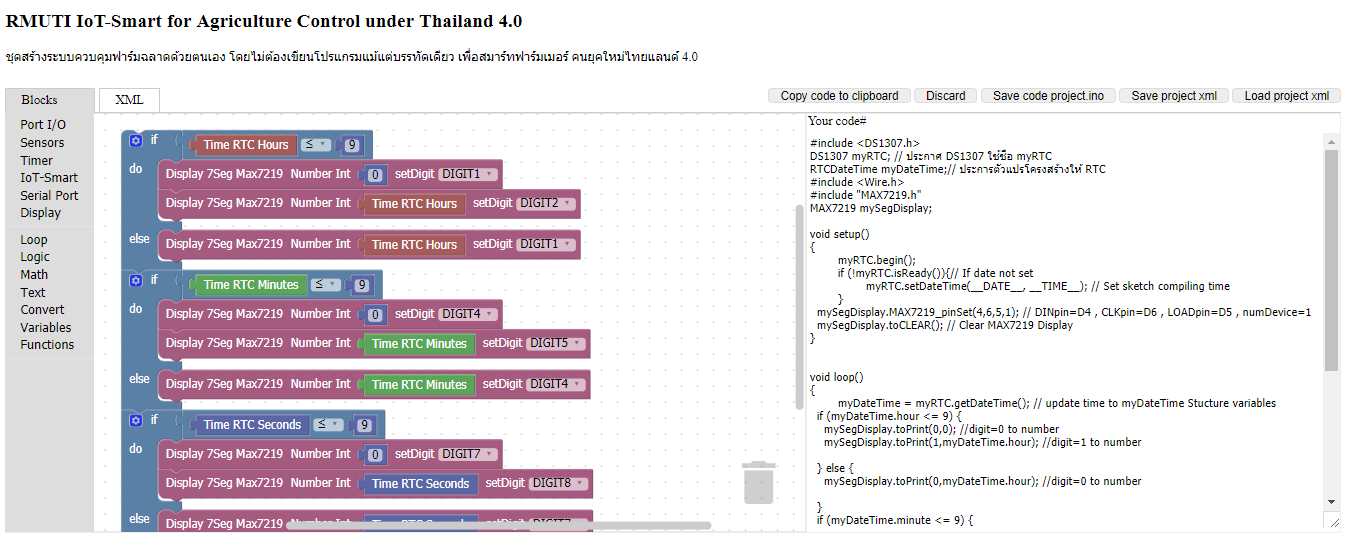 RMUTI IoT-Smart for Agriculture Control under Thailand 4.0
ชุดสร้างระบบควบคุมฟาร์มฉลาดด้วยตนเอง โดยไม่ต้องเขียนโปรแกรมแม้แต่บรรทัดเดียว เพื่อสมาร์ทฟาร์มเมอร์ คนยุคใหม่ไทยแลนด์ 4.0
Blocks
XML
Copy code to clipboard
Discard
Save code project.ino
Save project xml
Load project xml
Port I/O
Sensors
Timer
IoT-Smart
Serial Port
Display
Loop
Logic
Math
Text
Convert
Variables
Functions
if Time RTC Hours ≤ 9
do Display 7Seg Max7219 Number Int 0 setDigit DIGIT1
Display 7Seg Max7219 Number Int Time RTC Hours setDigit DIGIT2
else Display 7Seg Max7219 Number Int Time RTC Hours setDigit DIGIT1
if Time RTC Minutes ≤ 9
do Display 7Seg Max7219 Number Int 0 setDigit DIGIT4
Display 7Seg Max7219 Number Int Time RTC Minutes setDigit DIGIT5
else Display 7Seg Max7219 Number Int Time RTC Minutes setDigit DIGIT4
if Time RTC Seconds ≤ 9
do Display 7Seg Max7219 Number Int 0 setDigit DIGIT7
Display 7Seg Max7219 Number Int Time RTC Seconds setDigit DIGIT8
else Display 7Seg Max7219
Your code#
#include <DS1307.h>
DS1307 myRTC; // ประกาศ DS1307 ใช้ชื่อ myRTC
RTCDateTime myDateTime;// ประการตัวแปรโครงสร้างให้ RTC
#include <Wire.h>
#include "MAX7219.h"
MAX7219 mySegDisplay;
void setup()
{
myRTC.begin();
if (!myRTC.isReady()){// If date not set
myRTC.setDateTime(__DATE__, __TIME__); // Set sketch compiling time
}
mySegDisplay.MAX7219_pinSet(4,6,5,1); // DINpin=D4 , CLKpin=D6 , LOADpin=D5 , numDevice=1
mySegDisplay.toCLEAR(); // Clear MAX7219 Display
}
void loop()
{
myDateTime = myRTC.getDateTime(); // update time to myDateTime Stucture variables
if (myDateTime.hour <= 9) {
mySegDisplay.toPrint(0,0); //digit=0 to number
mySegDisplay.toPrint(1,myDateTime.hour); //digit=1 to number
} else {
mySegDisplay.toPrint(0,myDateTime.hour); //digit=0 to number
}
if (myDateTime.minute <= 9) {